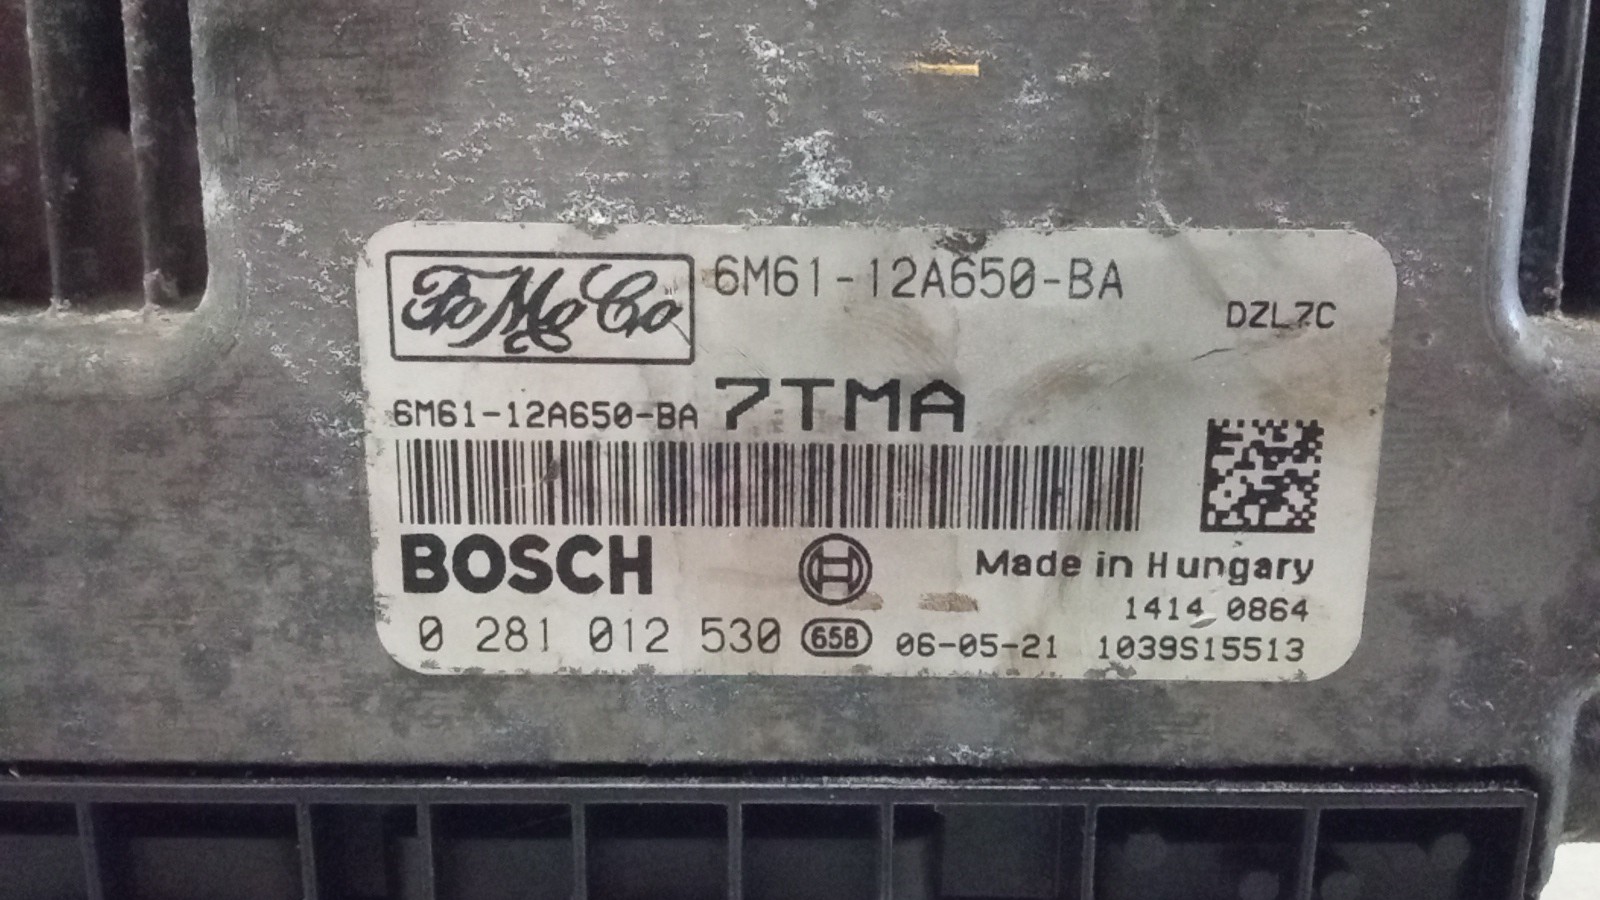 FoMoCo
6M61-12A650-BA
DZL7C
6M61-12A650-BA 7TMA
BOSCH
Made in Hungary
1414 0864
0 281 012 530 658 06-05-21 1039S15513